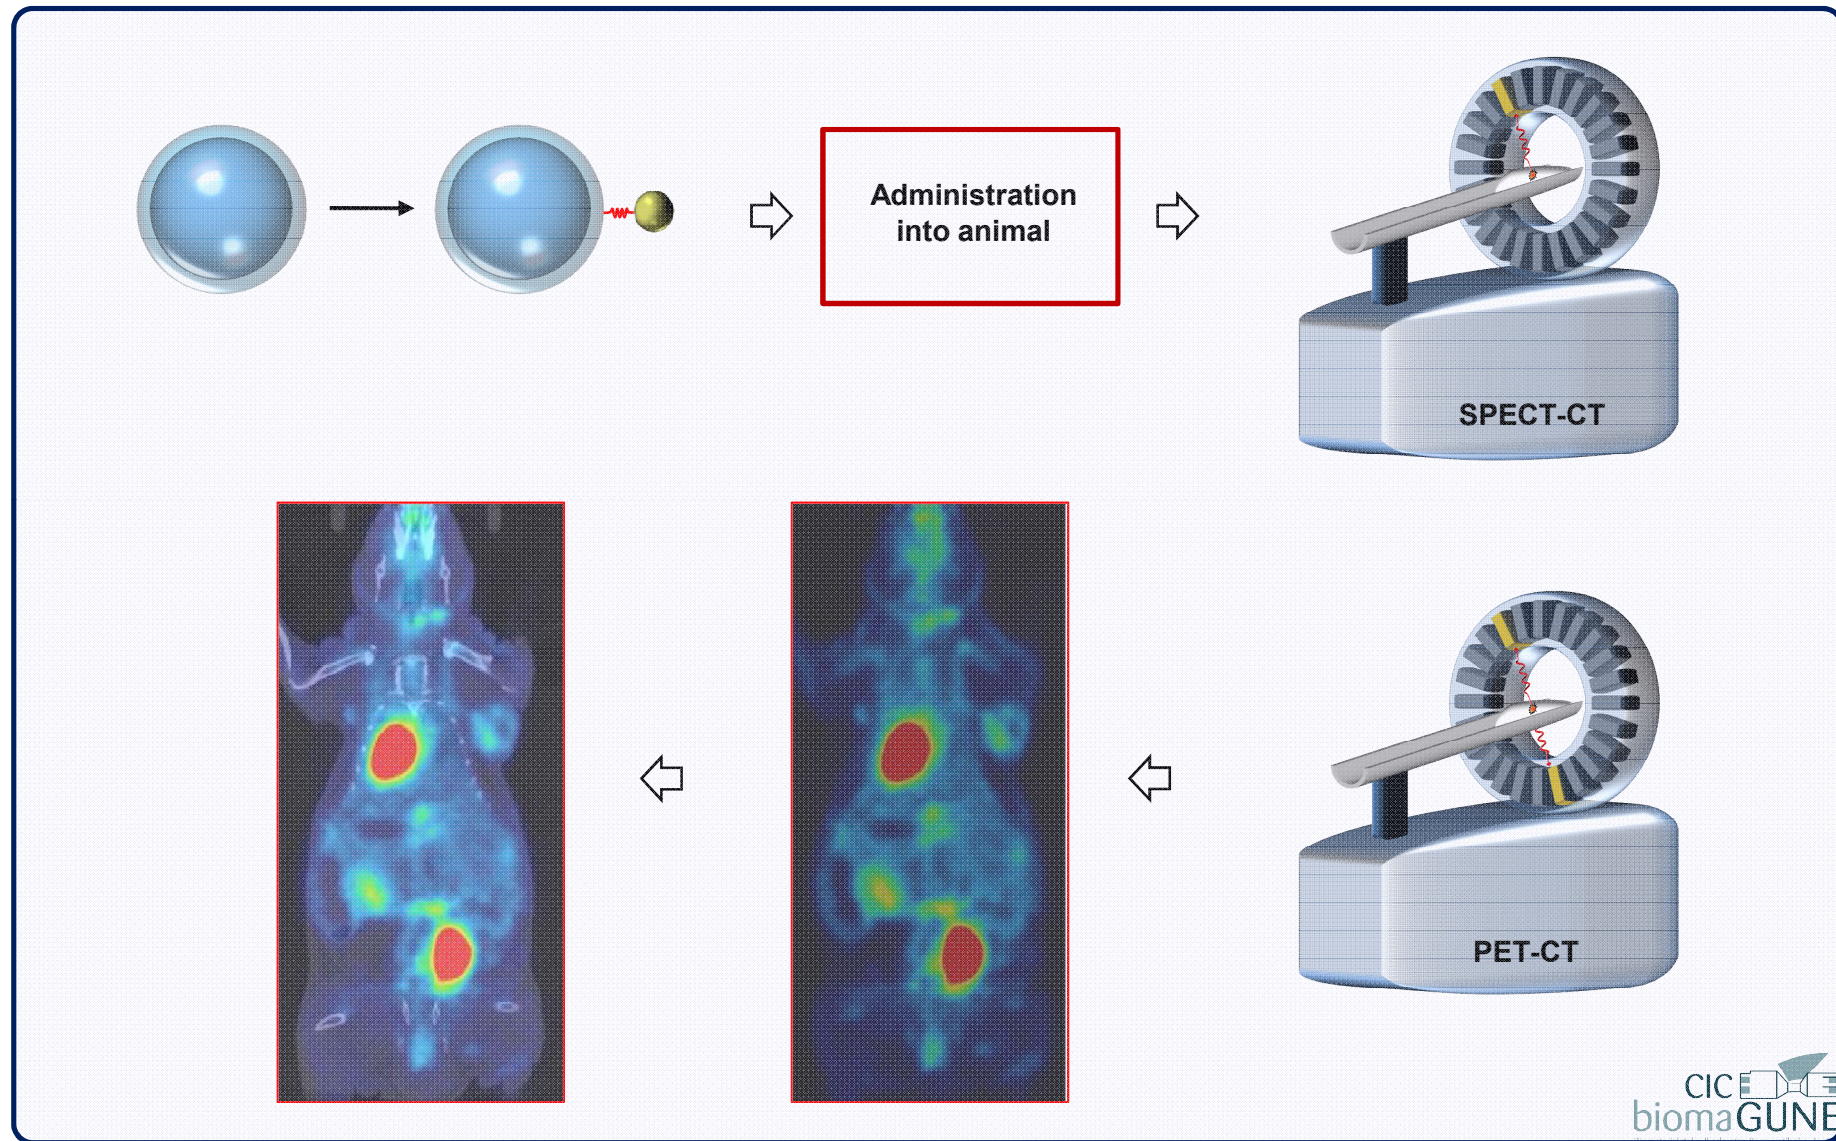 Administration
into animal
SPECT-CT
PET-CT
CIC
biomaGUNE